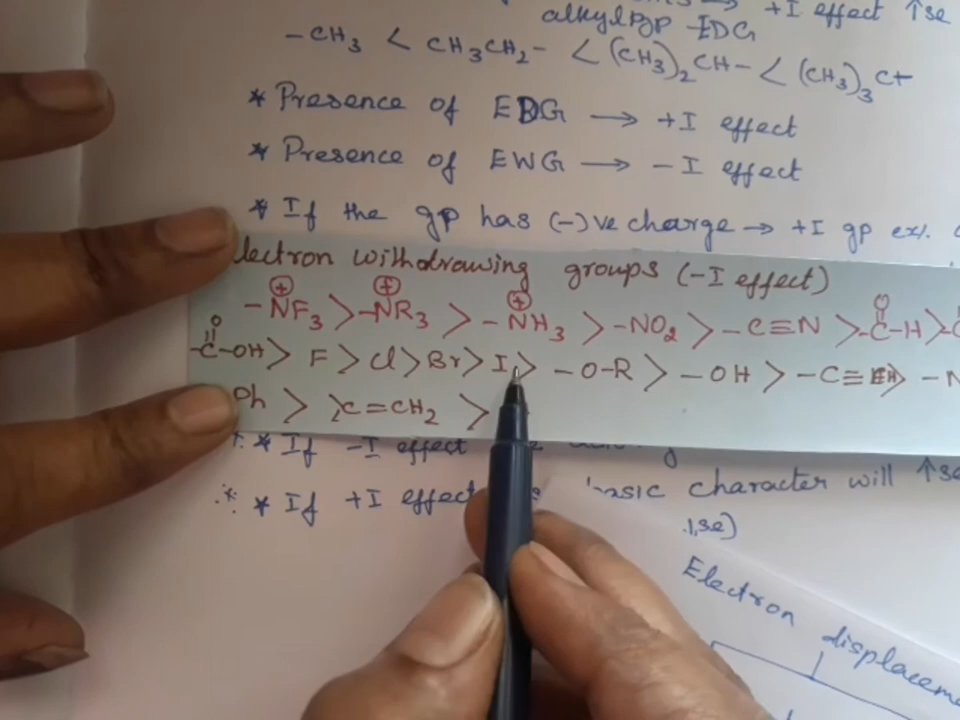 +I effect ↑se
alkyl gp EDG
-CH3 < CH3CH2- < (CH3)2CH- < (CH3)3C+
* Presence of EDG → +I effect
* Presence of EWG → -I effect
* If the gp has (-)ve charge → +I gp ex.
lectron withdrawing groups (-I effect)
-N⊕F3 > -N⊕R3 > -N⊕H3 > -NO2 > -C≡N > -C(=O)-H >
-C(=O)-OH > F > Cl > Br > I > -O-R > -OH > -C≡CH > -N
Ph > >C=CH2 >
* If -I effect
* If +I effect basic character will ↑se
Electron
displacem